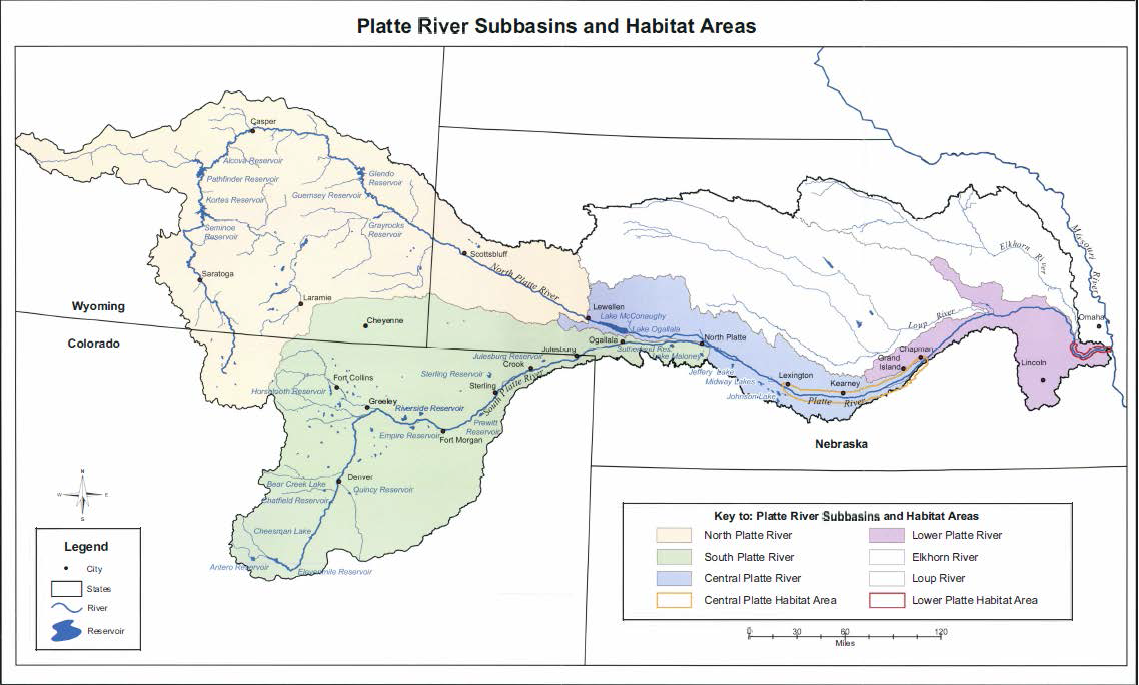 Platte River Subbasins and Habitat Areas
Casper
Alcova Reservoir
Pathfinder Reservoir
Glendo
Reservoir
Kortes Reservoir
Guernsey Reservoir
Seminoe
Reservoir
Grayrocks
Reservoir
Saratoga
Scottsbluff
North Platte River
Laramie
Wyoming
Colorado
Cheyenne
Lewellen
Lake McConaughy
Lake Ogallala
Ogallala
Sutherland Res.
Lake Maloney
North Platte
Jeffery Lake
Midway Lakes
Johnson Lake
Lexington
Kearney
Platte River
Grand
Island
Chapman
Loup River
Elkhorn River
Missouri River
Omaha
Lincoln
Nebraska
Julesburg
Julesburg Reservoir
Crook
Sterling Reservoir
Sterling
South Platte River
Prewitt
Reservoir
Fort Collins
Horsetooth Reservoir
Greeley
Riverside Reservoir
Empire Reservoir
Fort Morgan
Denver
Bear Creek Lake
Quincy Reservoir
Chatfield Reservoir
Cheesman Lake
Antero Reservoir
Elevenmile Reservoir
N
W
E
S
Legend
City
States
River
Reservoir
Key to: Platte River Subbasins and Habitat Areas
North Platte River
Lower Platte River
South Platte River
Elkhorn River
Central Platte River
Loup River
Central Platte Habitat Area
Lower Platte Habitat Area
0 30 60 120
Miles